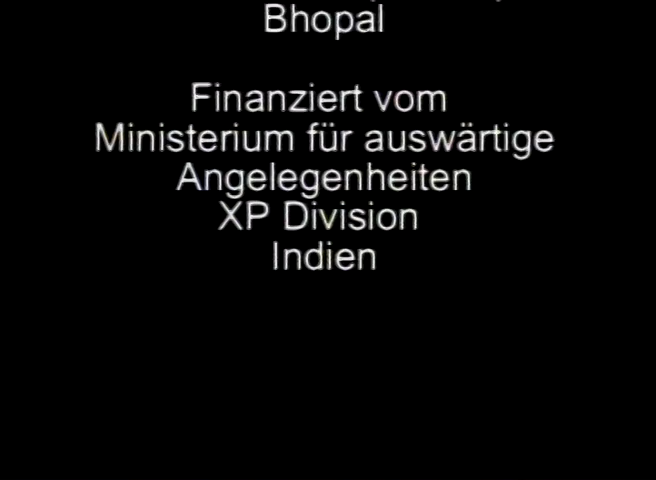 Bhopal
Finanziert vom
Ministerium für auswärtige
Angelegenheiten
XP Division
Indien